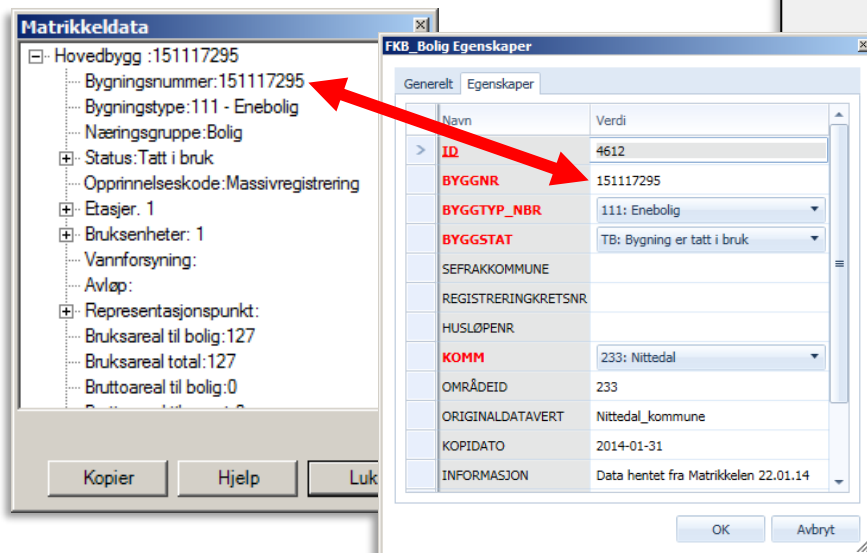 Matrikkeldata
Hovedbygg :151117295
Bygningsnummer:151117295
Bygningstype:111 - Enebolig
Næringsgruppe:Bolig
Status:Tatt i bruk
Opprinnelseskode:Massivregistrering
Etasjer. 1
Bruksenheter: 1
Vannforsyning:
Avløp:
Representasjonspunkt:
Bruksareal til bolig:127
Bruksareal total:127
Bruttoareal til bolig:0
Kopier
Hjelp
Luk
FKB_Bolig Egenskaper
Generelt Egenskaper
Navn Verdi
ID 4612
BYGGNR 151117295
BYGGTYP_NBR 111: Enebolig
BYGGSTAT TB: Bygning er tatt i bruk
SEFRAKKOMMUNE
REGISTRERINGKRETSNR
HUSLØPENR
KOMM 233: Nittedal
OMRÅDEID 233
ORIGINALDATAVERT Nittedal_kommune
KOPIDATO 2014-01-31
INFORMASJON Data hentet fra Matrikkelen 22.01.14
OK Avbryt